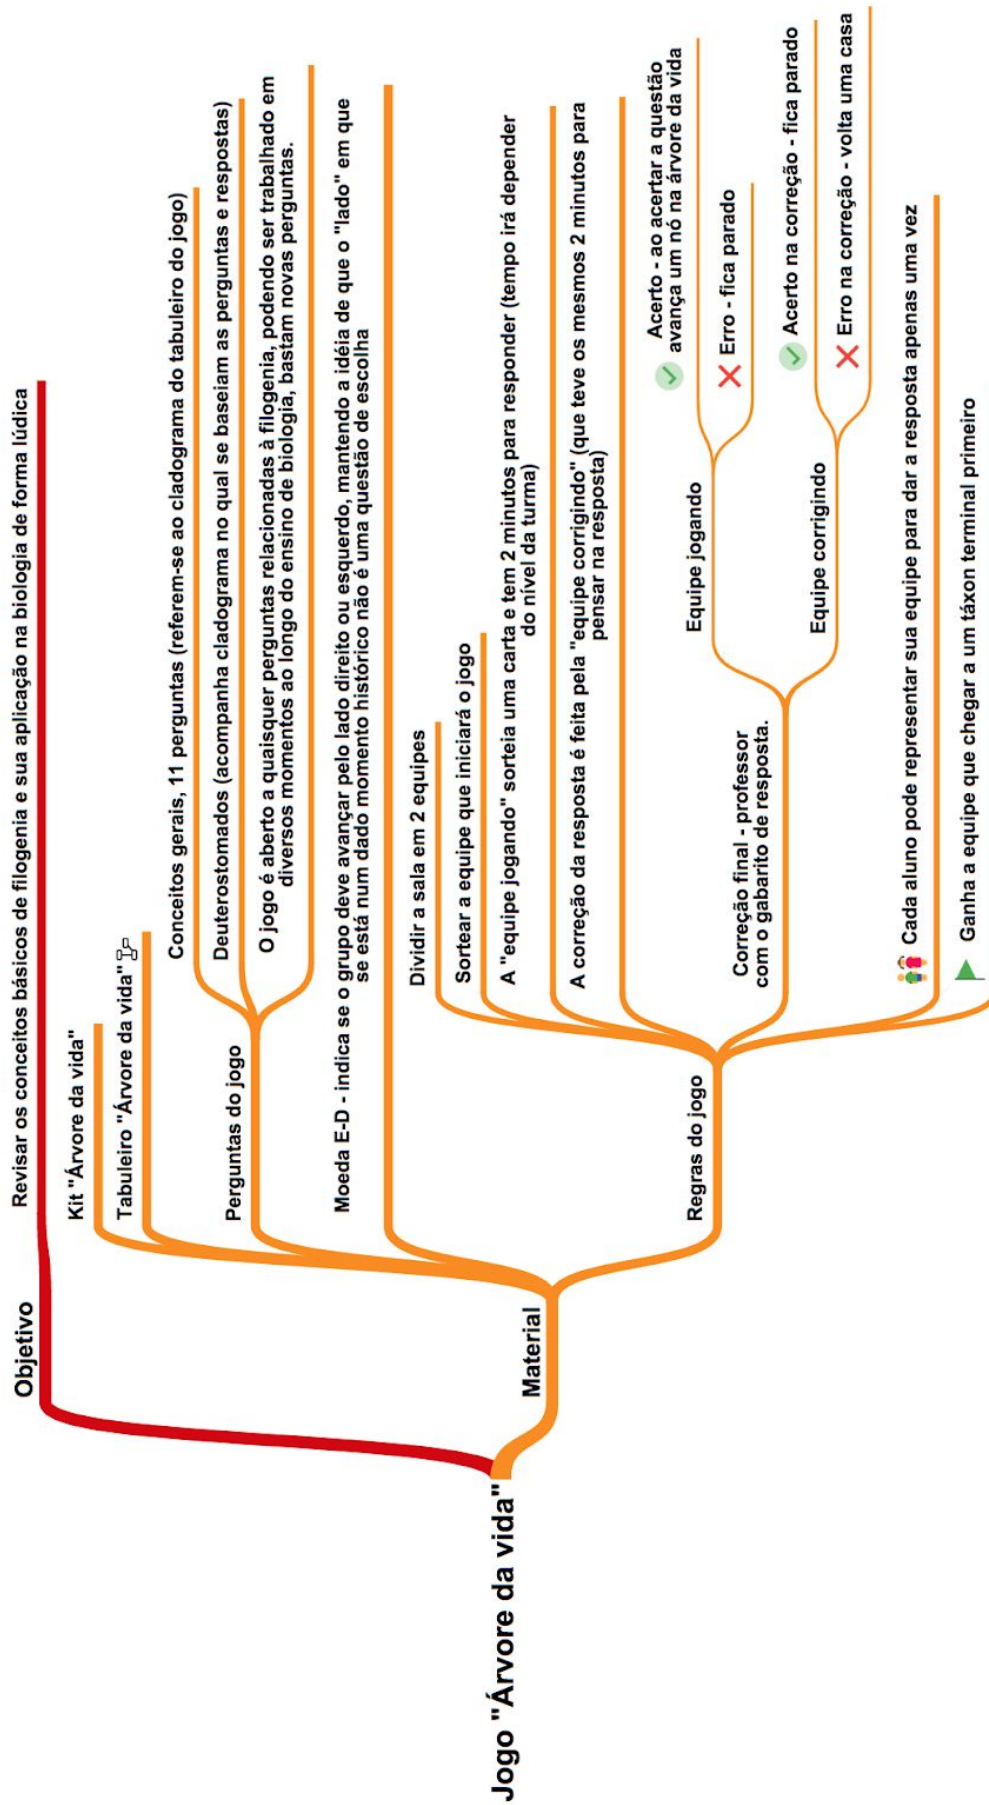 Jogo "Árvore da vida"
Objetivo
Revisar os conceitos básicos de filogenia e sua aplicação na biologia de forma lúdica
Material
Kit "Árvore da vida"
Tabuleiro "Árvore da vida"
Perguntas do jogo
Conceitos gerais, 11 perguntas (referem-se ao cladograma do tabuleiro do jogo)
Deuterostomados (acompanha cladograma no qual se baseiam as perguntas e respostas)
O jogo é aberto a quaisquer perguntas relacionadas à filogenia, podendo ser trabalhado em
diversos momentos ao longo do ensino de biologia, bastam novas perguntas.
Moeda E-D - indica se o grupo deve avançar pelo lado direito ou esquerdo, mantendo a idéia de que o "lado" em que
se está num dado momento histórico não é uma questão de escolha
Regras do jogo
Dividir a sala em 2 equipes
Sortear a equipe que iniciará o jogo
A "equipe jogando" sorteia uma carta e tem 2 minutos para responder (tempo irá depender
do nível da turma)
A correção da resposta é feita pela "equipe corrigindo" (que teve os mesmos 2 minutos para
pensar na resposta)
Correção final - professor
com o gabarito de resposta.
Equipe jogando
Acerto - ao acertar a questão
avança um nó na árvore da vida
Erro - fica parado
Equipe corrigindo
Acerto na correção - fica parado
Erro na correção - volta uma casa
Cada aluno pode representar sua equipe para dar a resposta apenas uma vez
Ganha a equipe que chegar a um táxon terminal primeiro